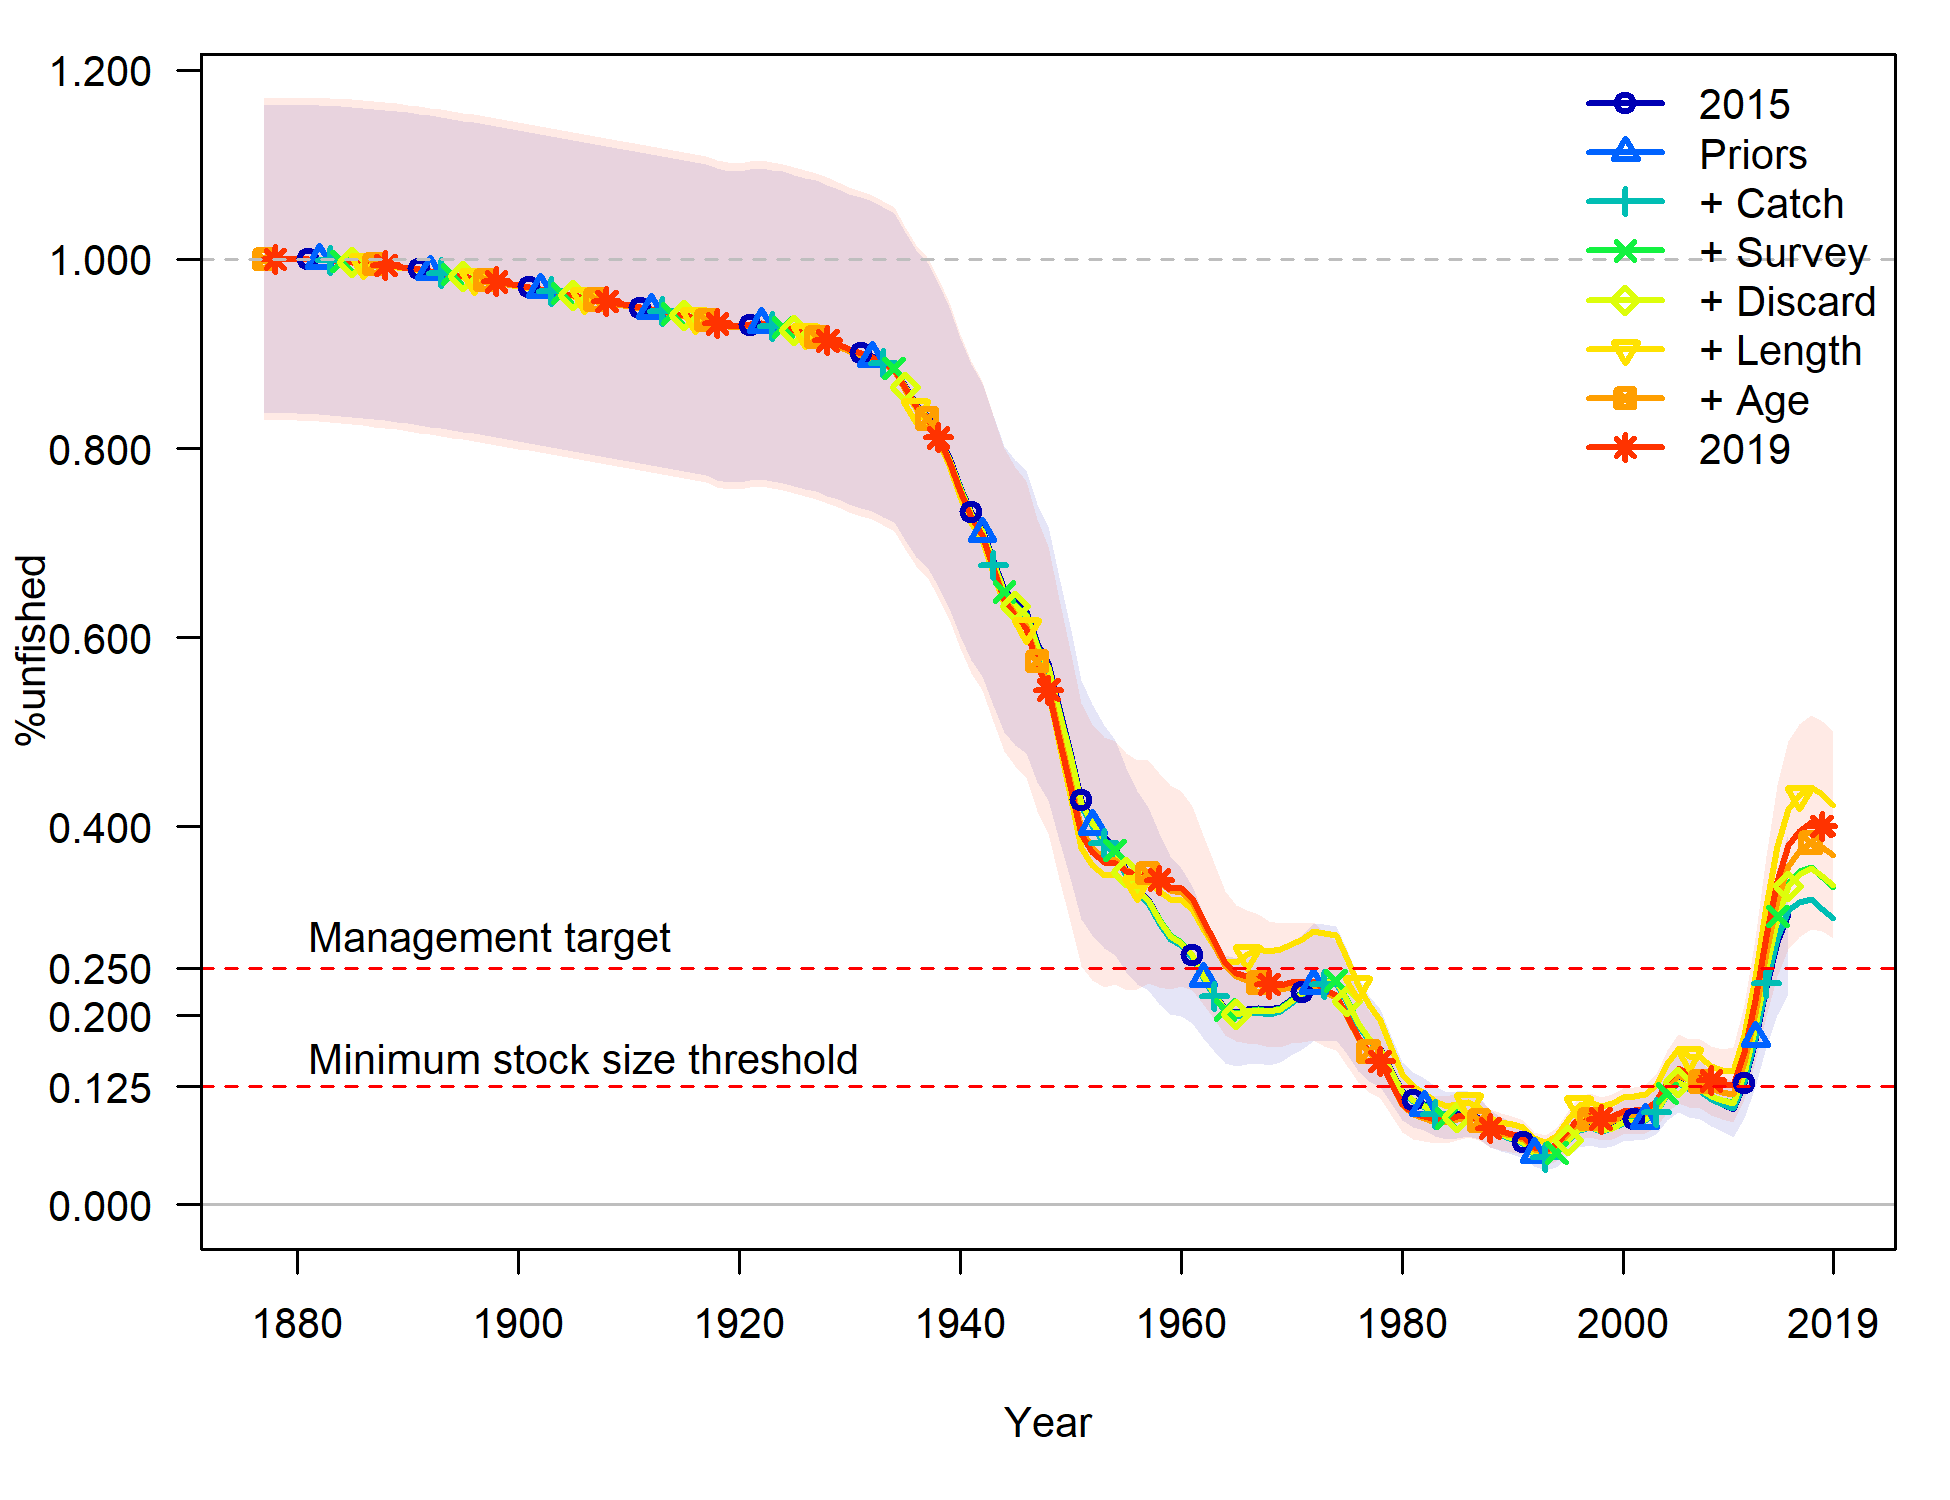 1.200
1.000
0.800
0.600
0.400
0.250
0.200
0.125
0.000
%unfished
2015
Priors
+ Catch
+ Survey
+ Discard
+ Length
+ Age
2019
Management target
Minimum stock size threshold
1880 1900 1920 1940 1960 1980 2000 2019
Year